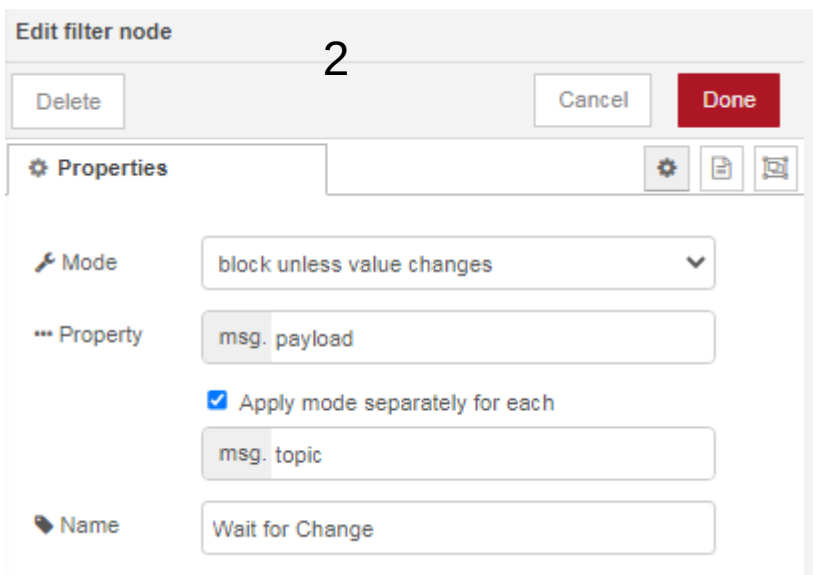 Edit filter node
2
Delete
Cancel
Done
Properties
Mode
block unless value changes
Property
msg. payload
Apply mode separately for each
msg. topic
Name
Wait for Change